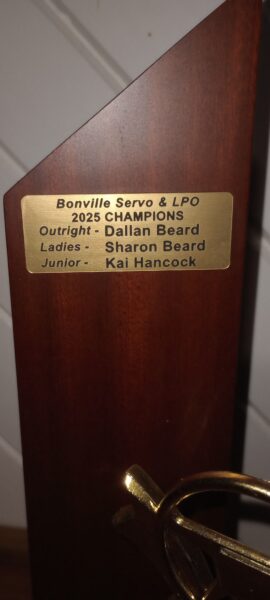 Bonville Servo & LPO
2025 CHAMPIONS
Outright - Dallan Beard
Ladies - Sharon Beard
Junior - Kai Hancock